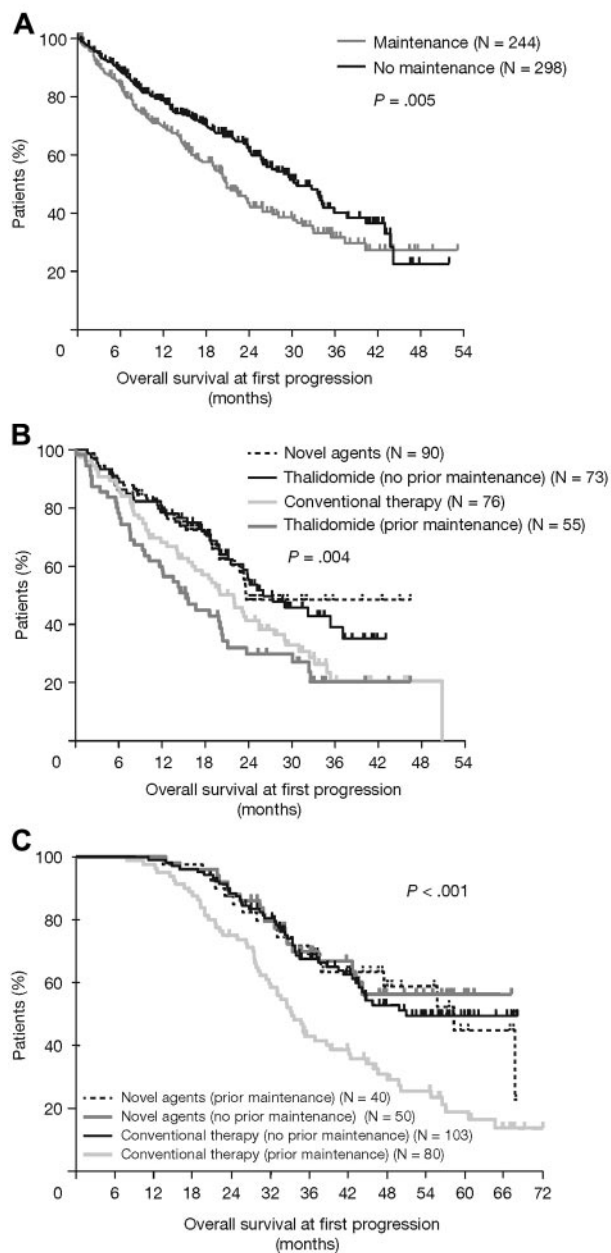 A
Maintenance (N = 244)
No maintenance (N = 298)
P = .005
100
80
60
40
20
0
Patients (%)
6 12 18 24 30 36 42 48 54
Overall survival at first progression
(months)
B
Novel agents (N = 90)
Thalidomide (no prior maintenance) (N = 73)
Conventional therapy (N = 76)
Thalidomide (prior maintenance) (N = 55)
P = .004
100
80
60
40
20
0
Patients (%)
6 12 18 24 30 36 42 48 54
Overall survival at first progression
(months)
C
P < .001
100
80
60
40
20
0
Patients (%)
Novel agents (prior maintenance) (N = 40)
Novel agents (no prior maintenance) (N = 50)
Conventional therapy (no prior maintenance) (N = 103)
Conventional therapy (prior maintenance) (N = 80)
6 12 18 24 30 36 42 48 54 60 66 72
Overall survival at first progression
(months)